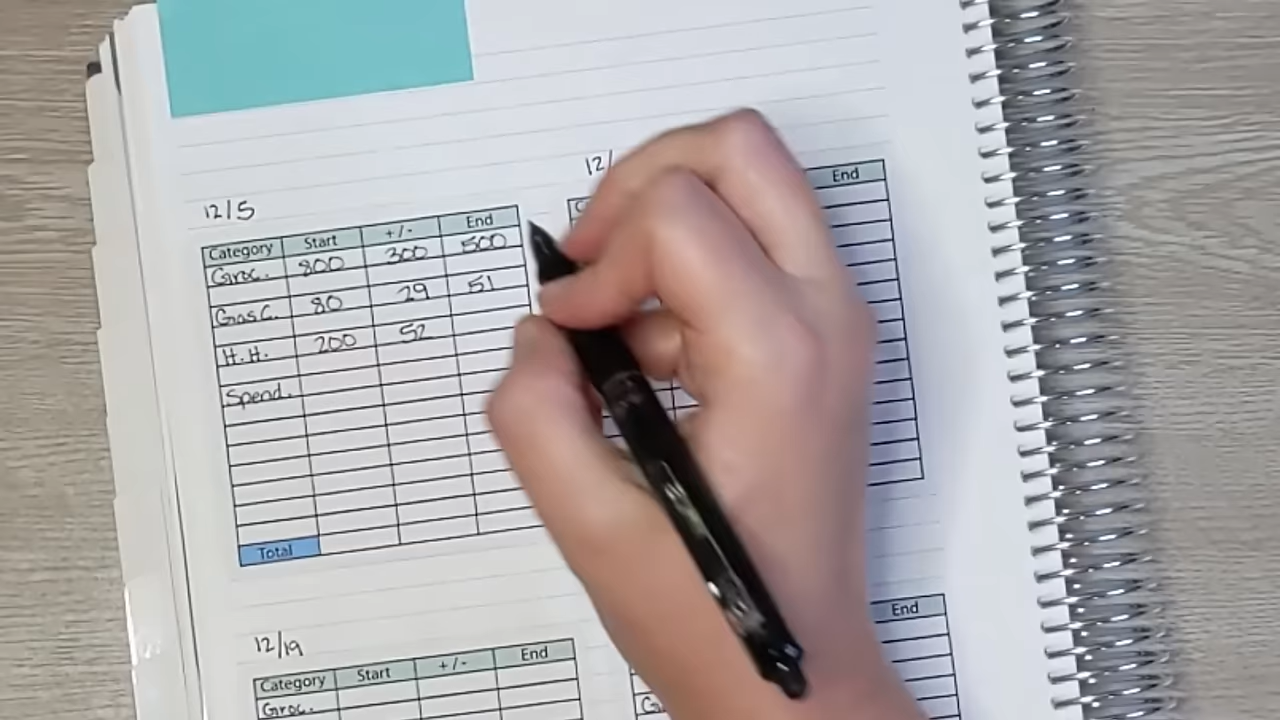 12/5
12/
Category Start +/- End
Groc. 800 300 500
Gas C. 80 29 51
H.H. 200 52
Spend.
Total
End
12/19
Category Start +/- End
Groc.
End